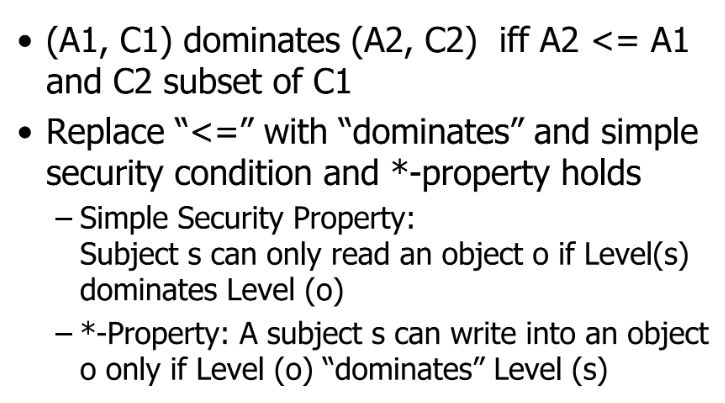 • (A1, C1) dominates (A2, C2)  iff A2 <= A1
and C2 subset of C1
• Replace “<=” with “dominates” and simple
security condition and *-property holds
– Simple Security Property:
Subject s can only read an object o if Level(s)
dominates Level (o)
– *-Property: A subject s can write into an object
o only if Level (o) “dominates” Level (s)